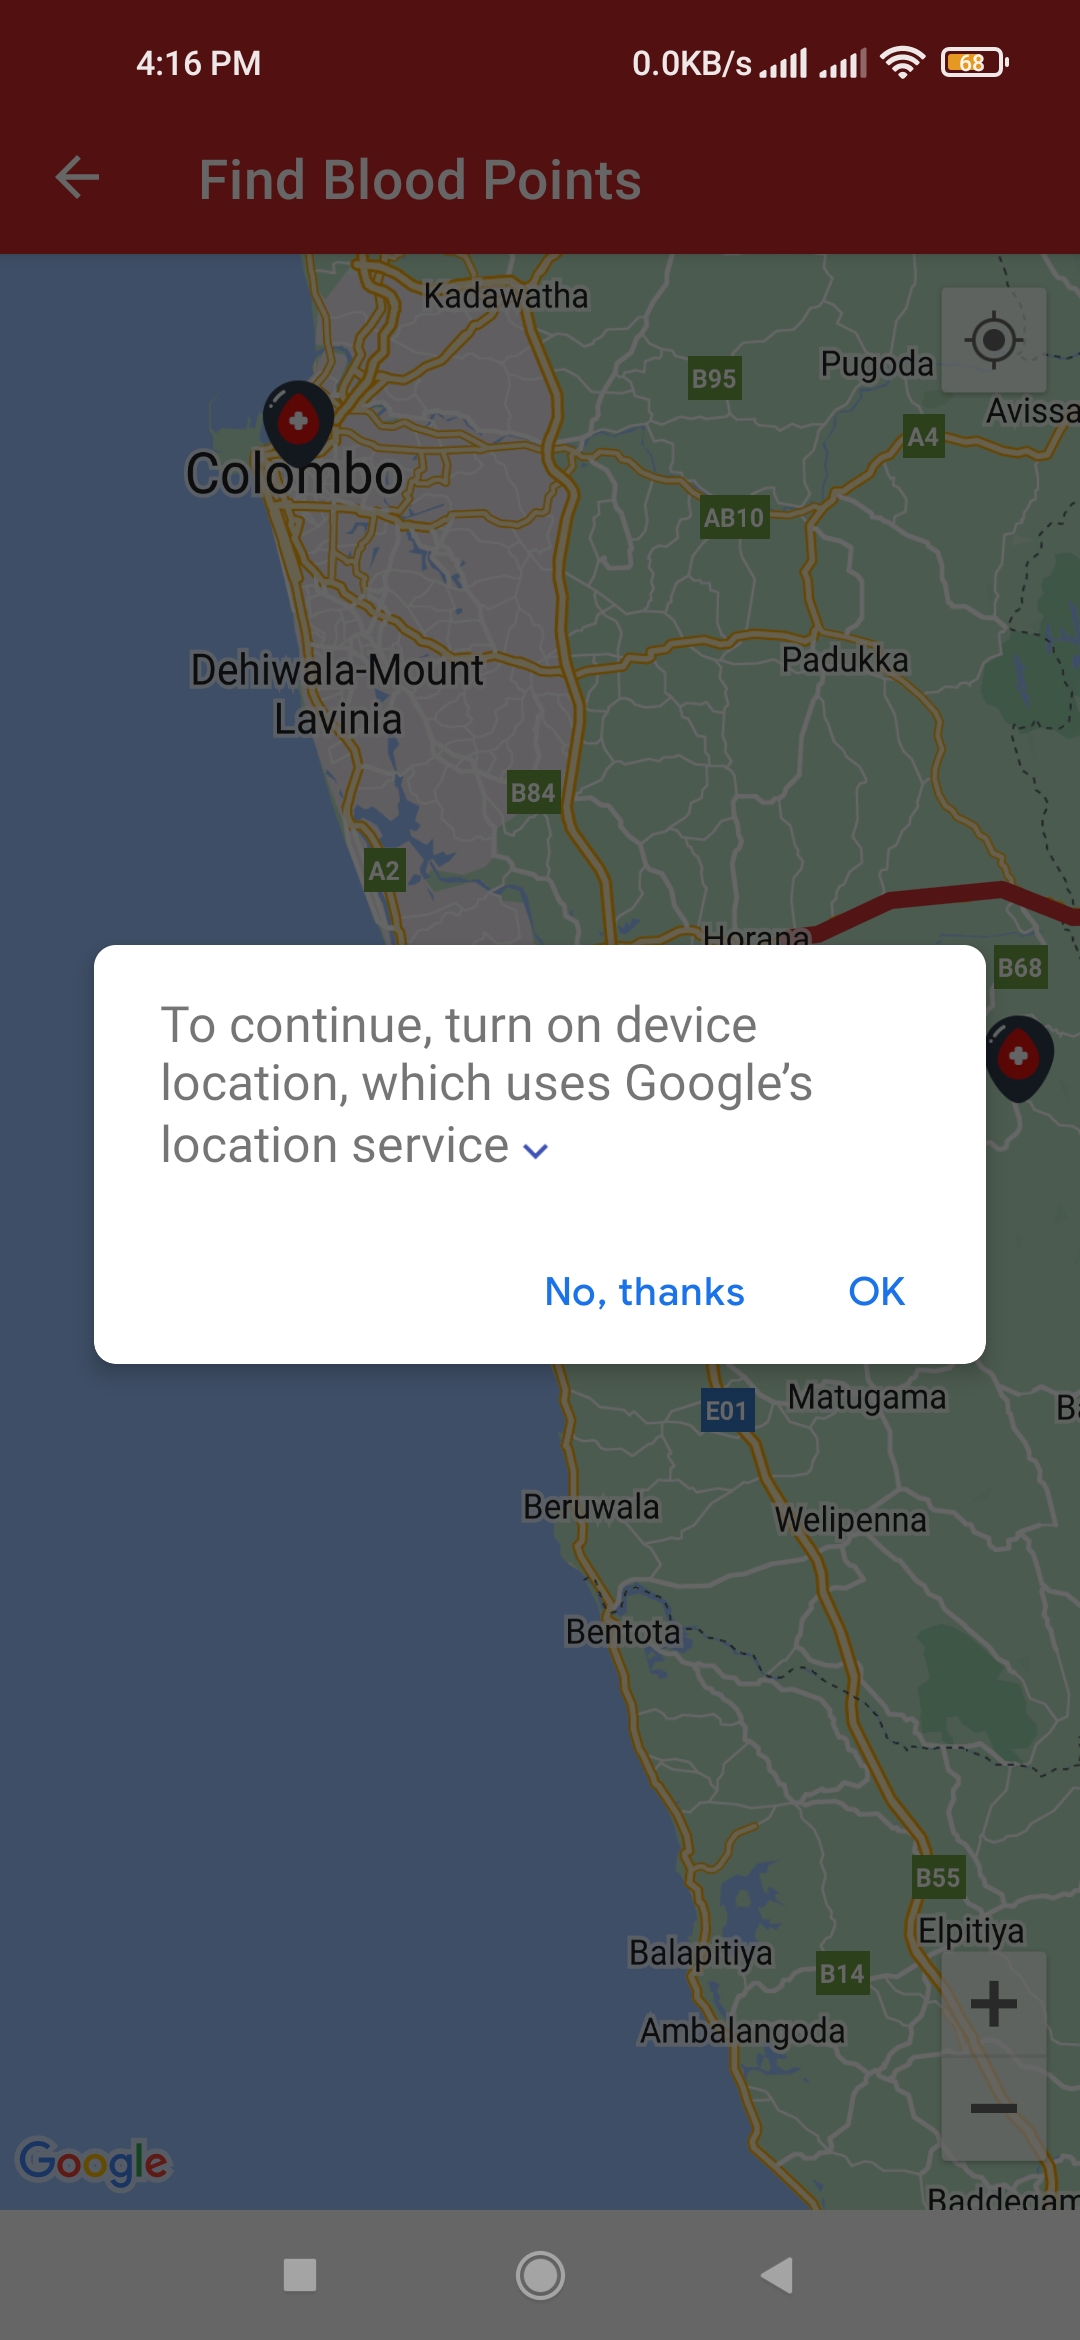 4:16 PM
0.0KB/s
68
Find Blood Points
Kadawatha
Pugoda
B95
Avissa
A4
Colombo
AB10
Padukka
Dehiwala-Mount
Lavinia
B84
A2
Horana
B68
To continue, turn on device
location, which uses Google’s
location service
No, thanks
OK
Matugama
E01
Beruwala
Welipenna
Bentota
B55
Elpitiya
Balapitiya
B14
Ambalangoda
Google
Baddegam